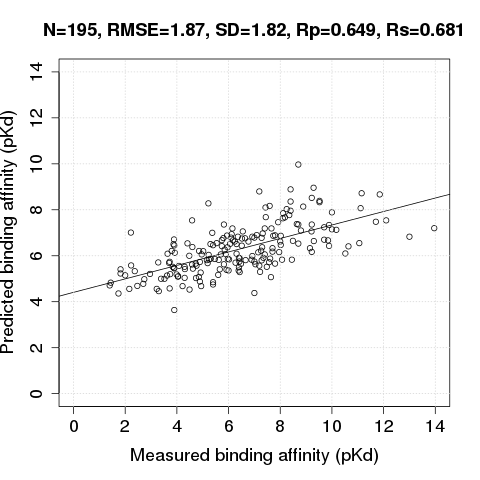 N=195, RMSE=1.87, SD=1.82, Rp=0.649, Rs=0.681
Predicted binding affinity (pKd)
14
12
10
8
6
4
2
0
0 2 4 6 8 10 12 14
Measured binding affinity (pKd)